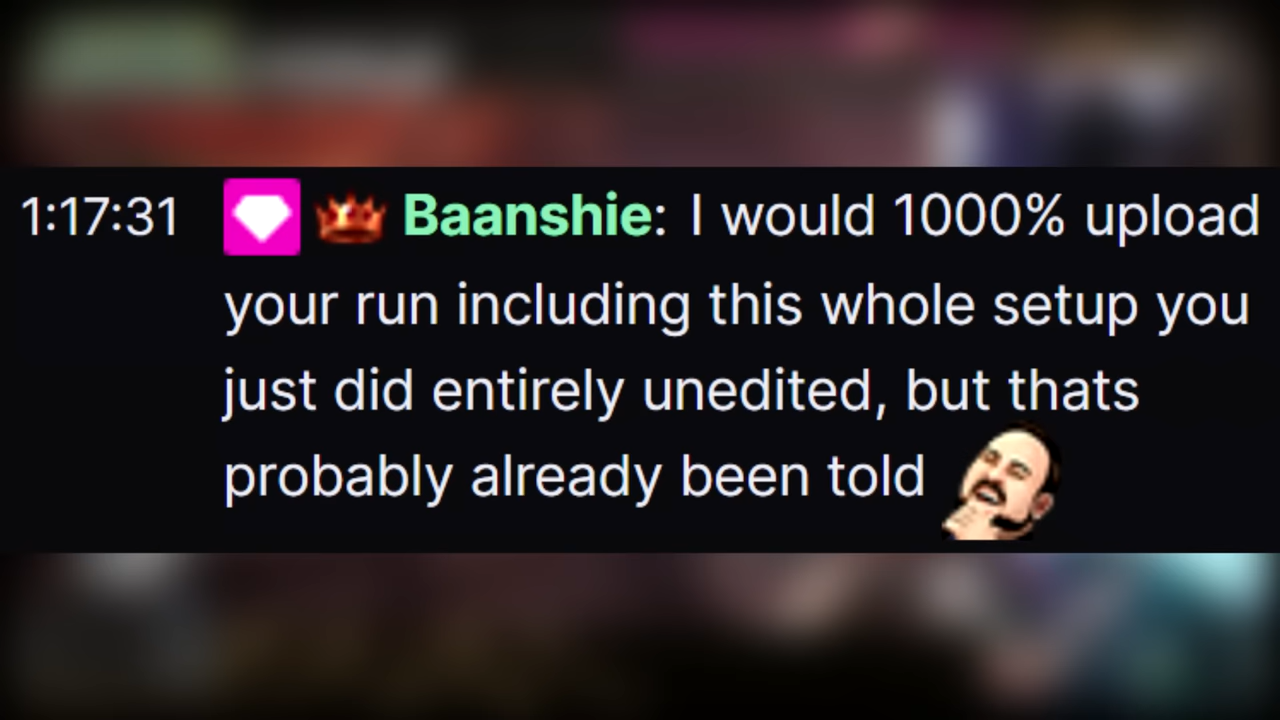 1:17:31 Baanshie: I would 1000% upload
your run including this whole setup you
just did entirely unedited, but thats
probably already been told